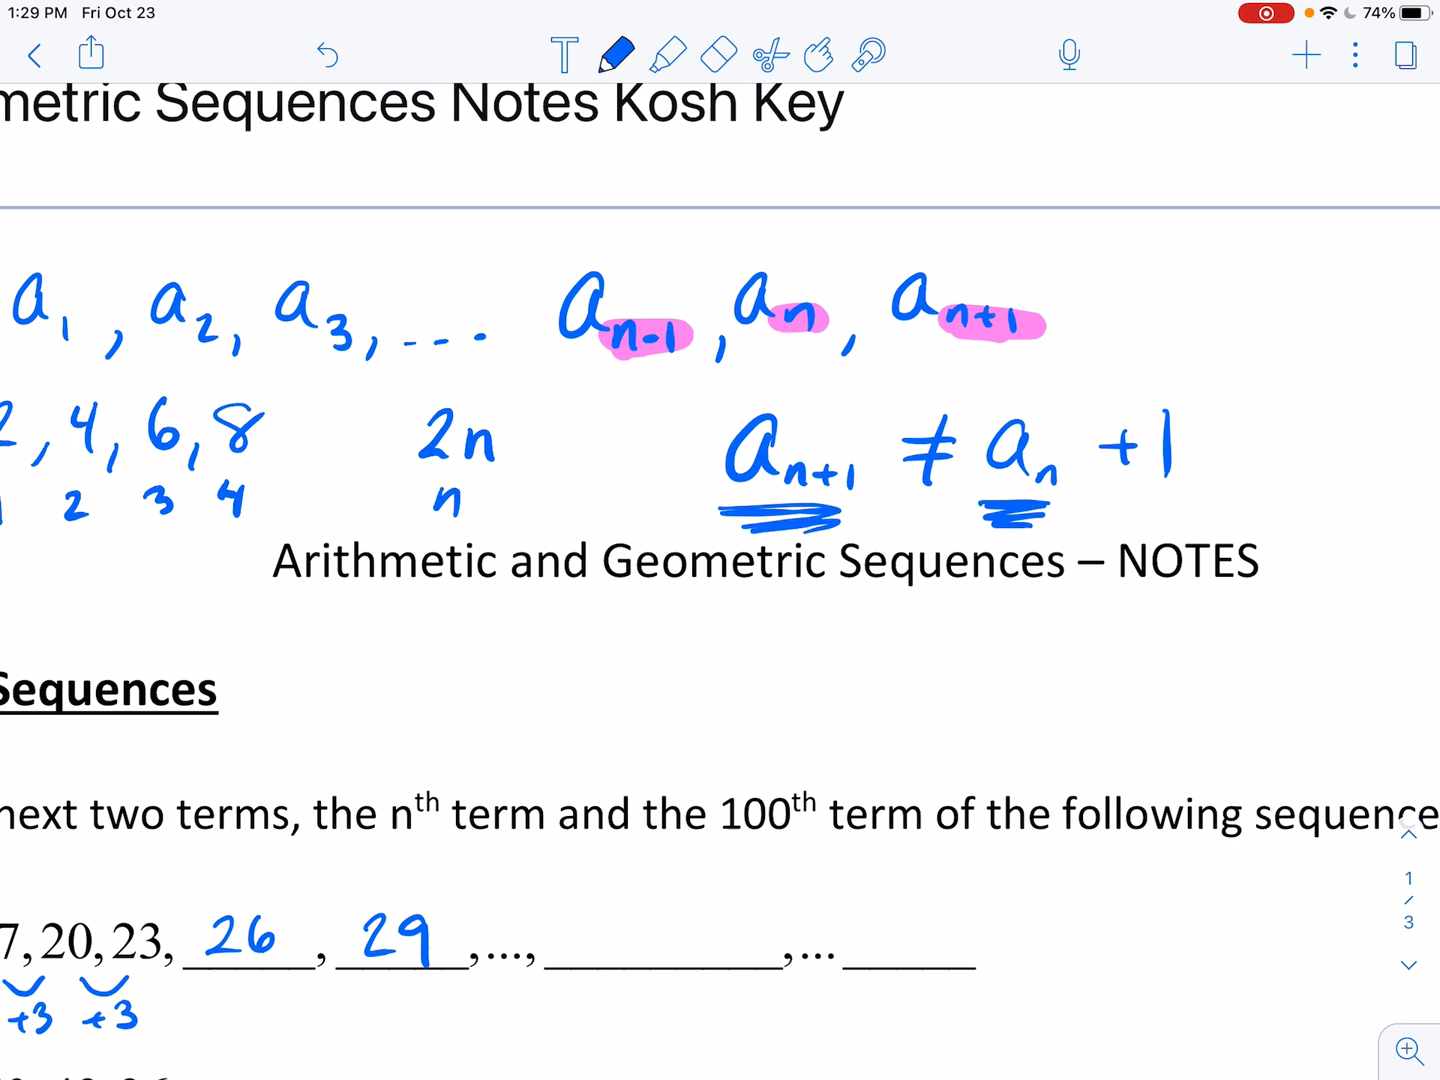 1:29 PM Fri Oct 23 74%
metric Sequences Notes Kosh Key
a₁, a₂, a₃, ... aₙ₋₁, aₙ, aₙ₊₁
2, 4, 6, 8 2n aₙ₊₁ ≠ aₙ + 1
1 2 3 4 n
Arithmetic and Geometric Sequences – NOTES
Sequences
next two terms, the nᵗʰ term and the 100ᵗʰ term of the following sequence
7, 20, 23, 26, 29, ..., ________, ... ____
+3 +3
1
/
3